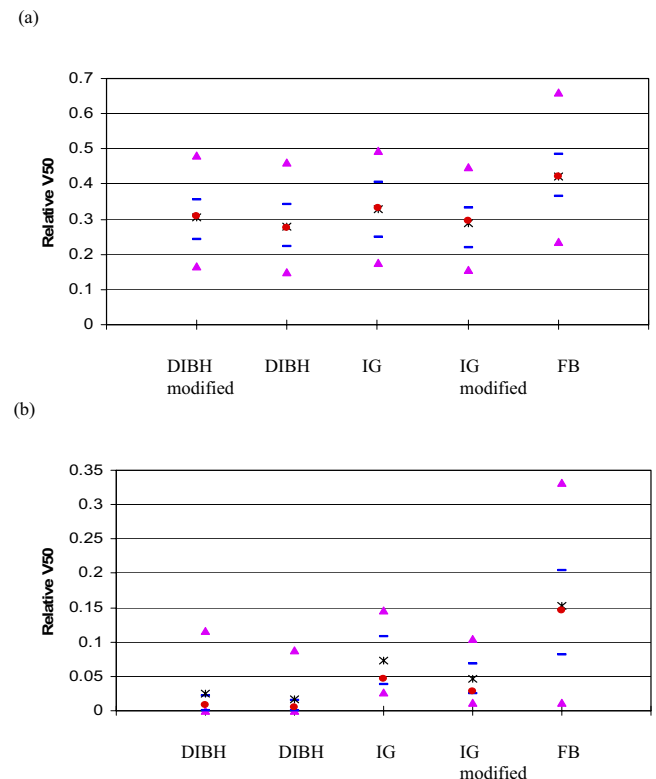 (a)
0.7
0.6
0.5
0.4
0.3
0.2
0.1
0
Relative V50
DIBH modified
DIBH
IG
IG modified
FB
(b)
0.35
0.3
0.25
0.2
0.15
0.1
0.05
0
Relative V50
DIBH
DIBH
IG
IG modified
FB